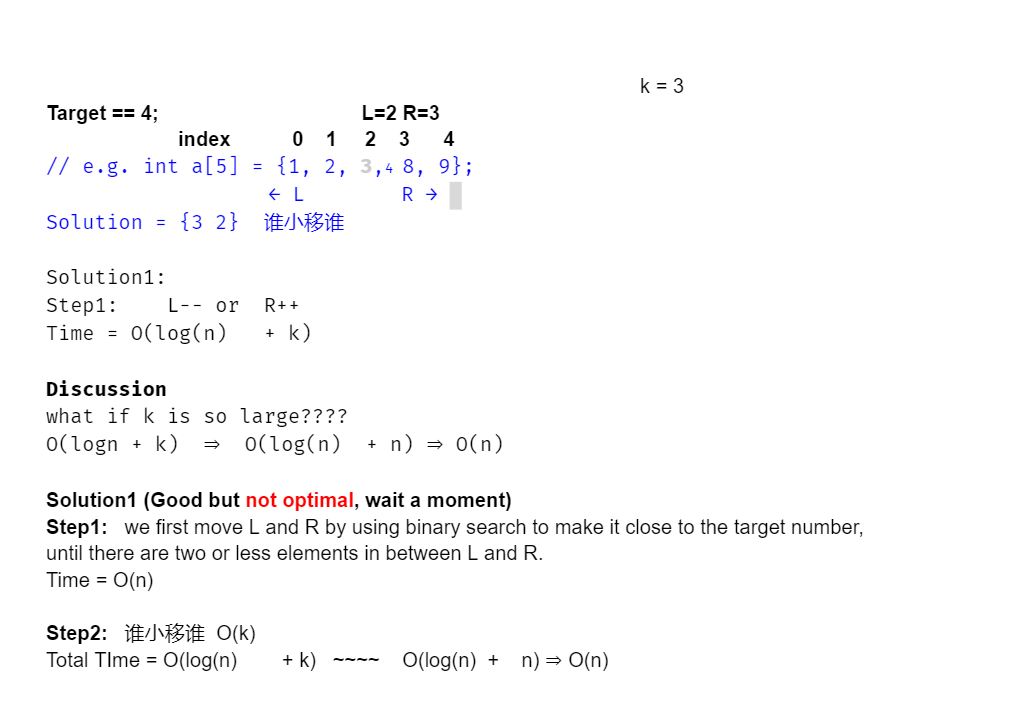 k = 3
Target == 4; L=2 R=3
index 0 1 2 3 4
// e.g. int a[5] = {1, 2, 3,4 8, 9};
← L R →
Solution = {3 2} 谁小移谁
Solution1:
Step1: L-- or R++
Time = O(log(n) + k)
Discussion
what if k is so large????
O(logn + k) ⇒ O(log(n) + n) ⇒ O(n)
Solution1 (Good but not optimal, wait a moment)
Step1: we first move L and R by using binary search to make it close to the target number,
until there are two or less elements in between L and R.
Time = O(n)
Step2: 谁小移谁 O(k)
Total TIme = O(log(n) + k) ~~~~ O(log(n) + n) ⇒ O(n)